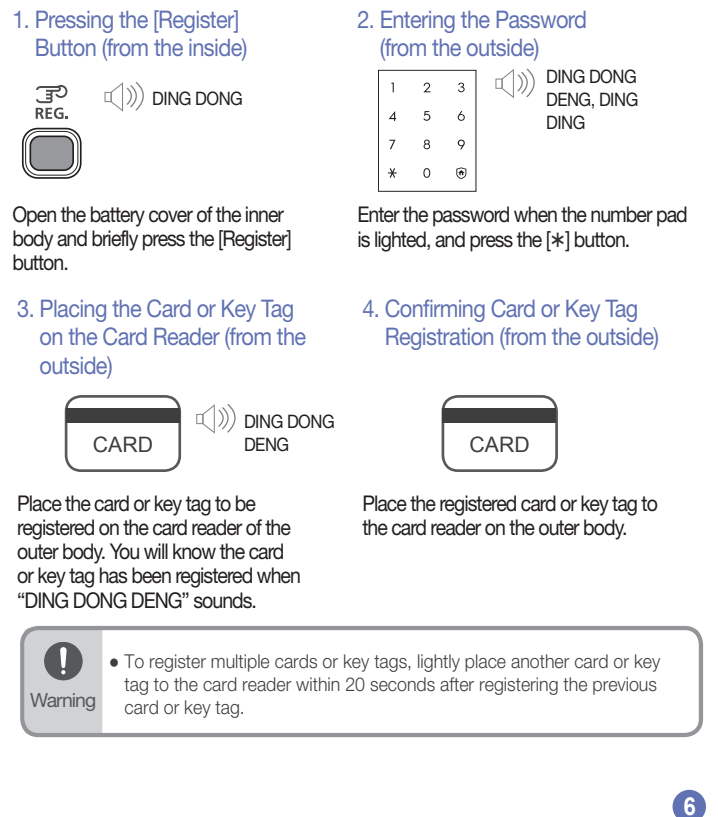 1. Pressing the [Register]
Button (from the inside)
REG.
DING DONG
Open the battery cover of the inner
body and briefly press the [Register]
button.
2. Entering the Password
(from the outside)
1 2 3
4 5 6
7 8 9
* 0
DING DONG
DENG, DING
DING
Enter the password when the number pad
is lighted, and press the [*] button.
3. Placing the Card or Key Tag
on the Card Reader (from the
outside)
CARD
DING DONG
DENG
Place the card or key tag to be
registered on the card reader of the
outer body. You will know the card
or key tag has been registered when
“DING DONG DENG” sounds.
4. Confirming Card or Key Tag
Registration (from the outside)
CARD
Place the registered card or key tag to
the card reader on the outer body.
Warning
● To register multiple cards or key tags, lightly place another card or key
tag to the card reader within 20 seconds after registering the previous
card or key tag.
6